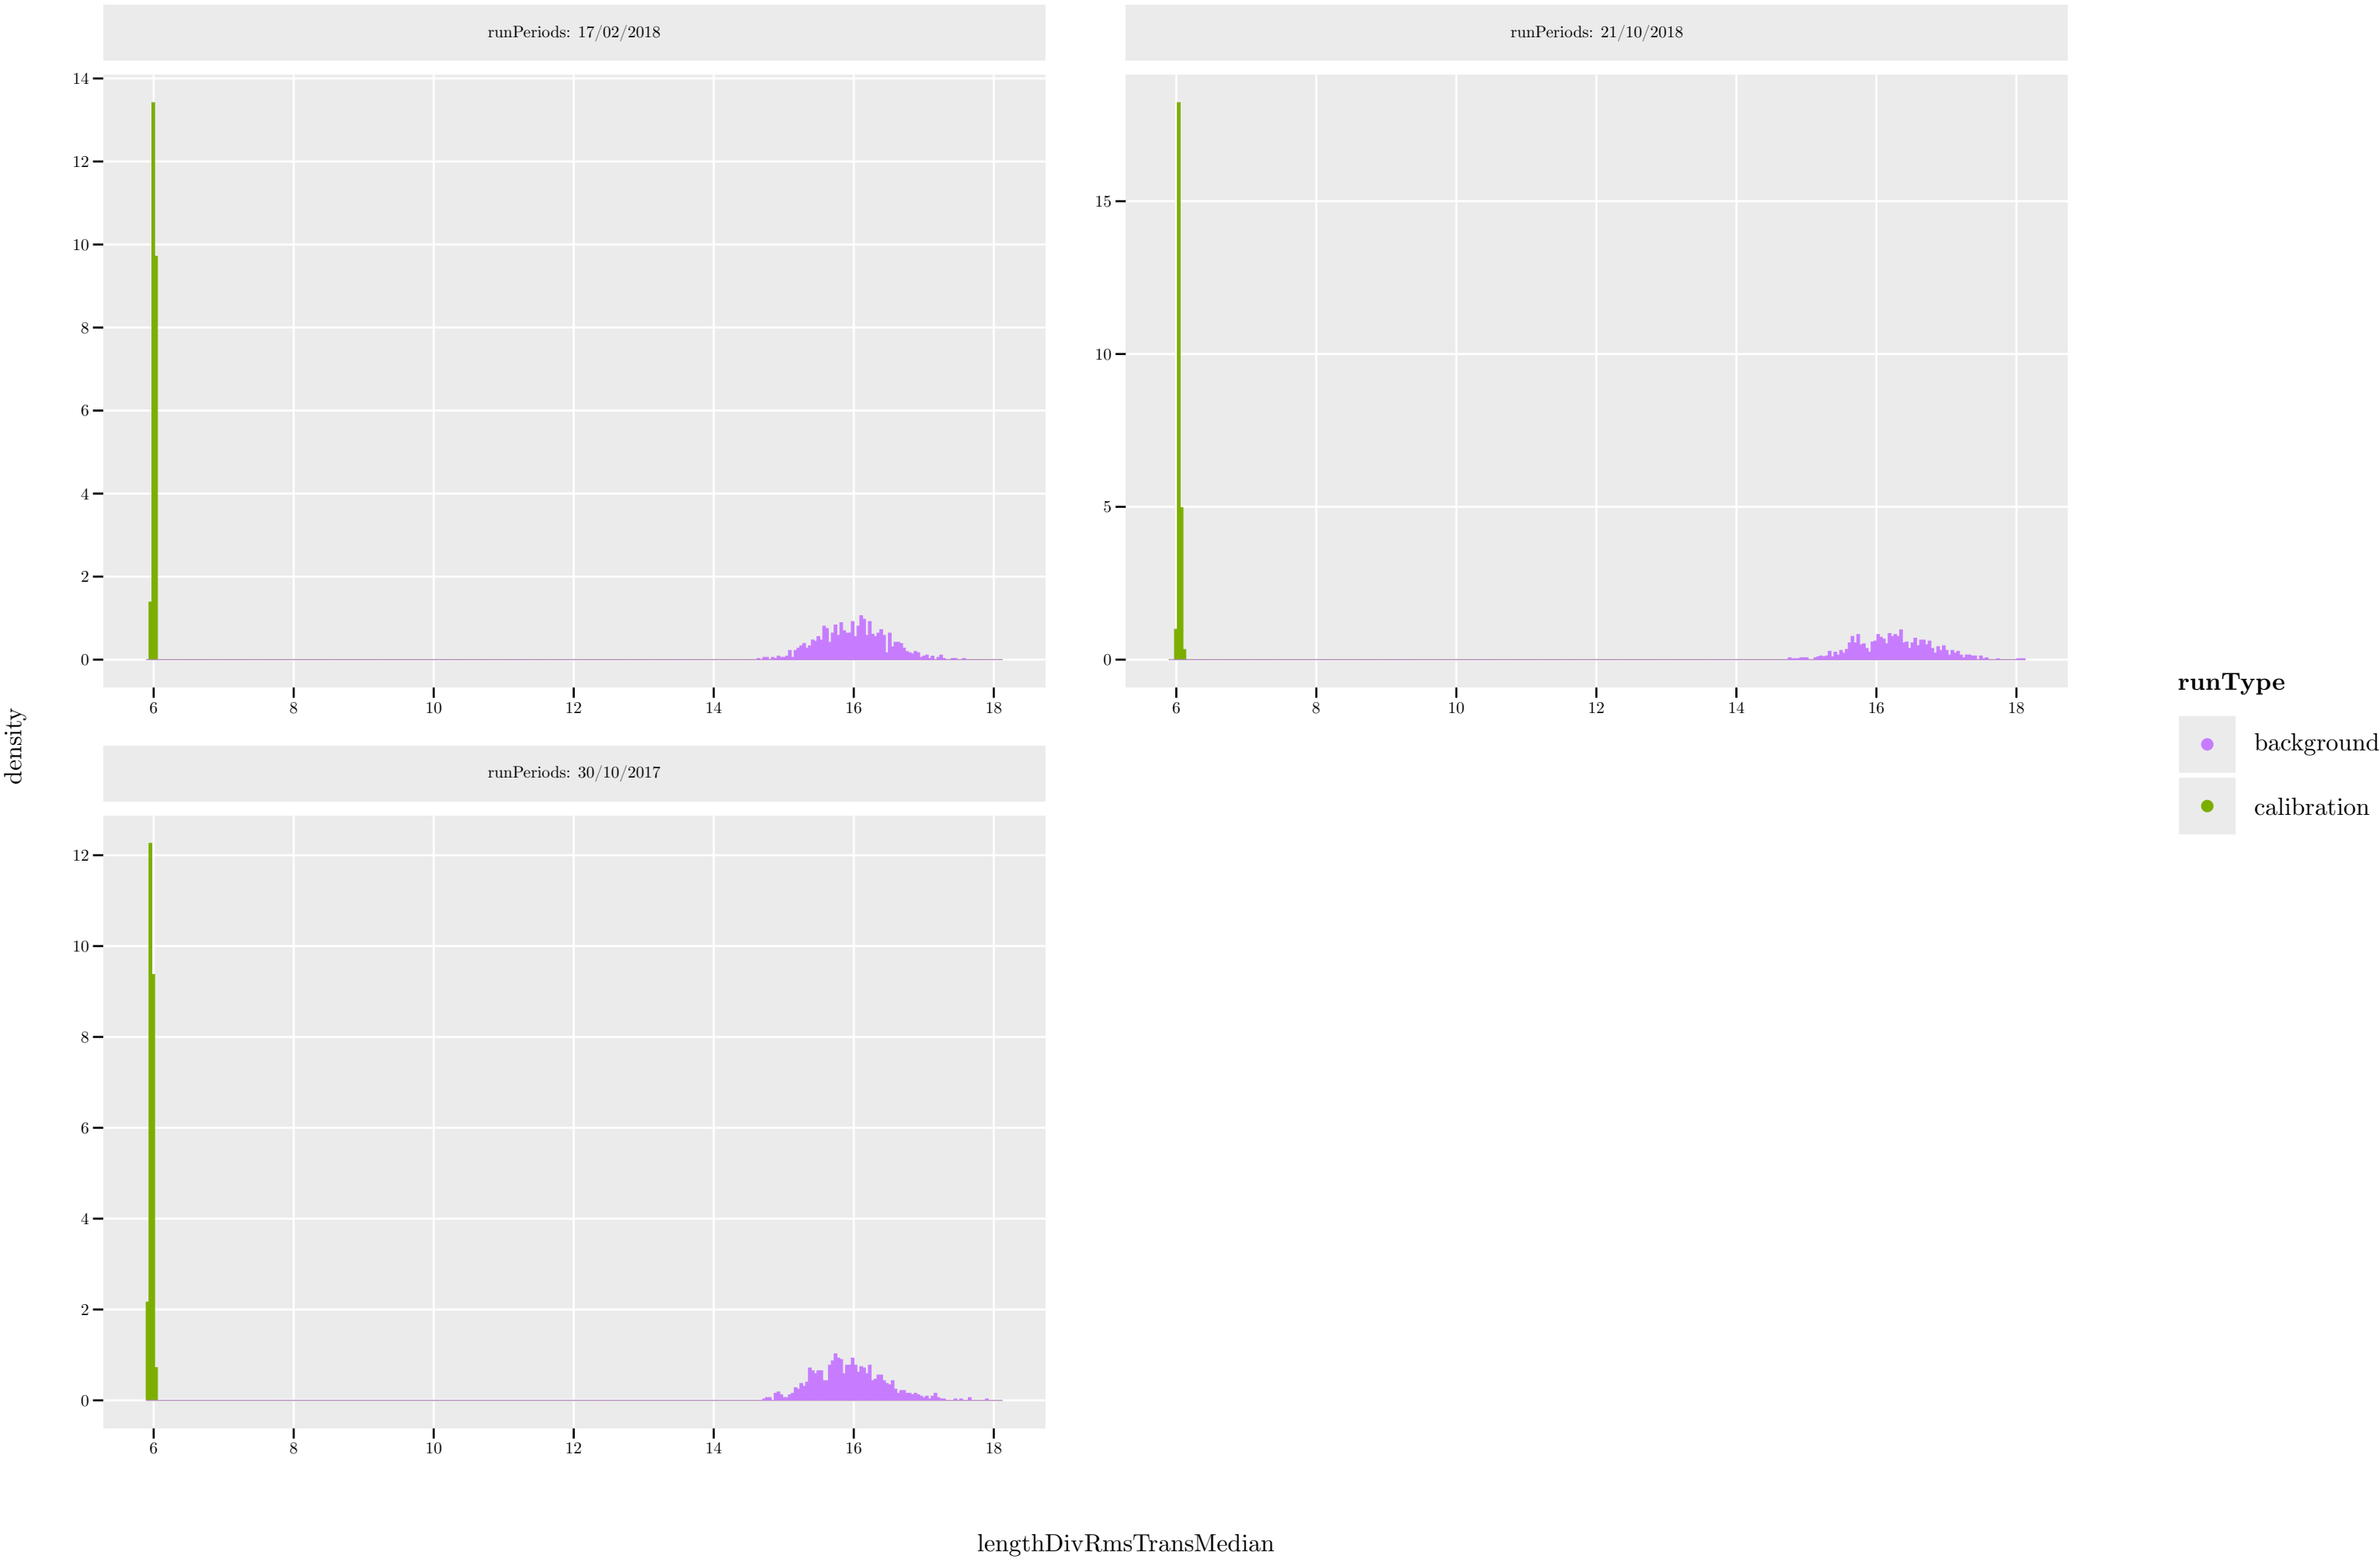 runPeriods: 17/02/2018
runPeriods: 21/10/2018
14
12
10
8
6
4
2
0
15
10
5
0
6 8 10 12 14 16 18
6 8 10 12 14 16 18
runPeriods: 30/10/2017
12
10
8
6
4
2
0
6 8 10 12 14 16 18
density
lengthDivRmsTransMedian
runType
background
calibration